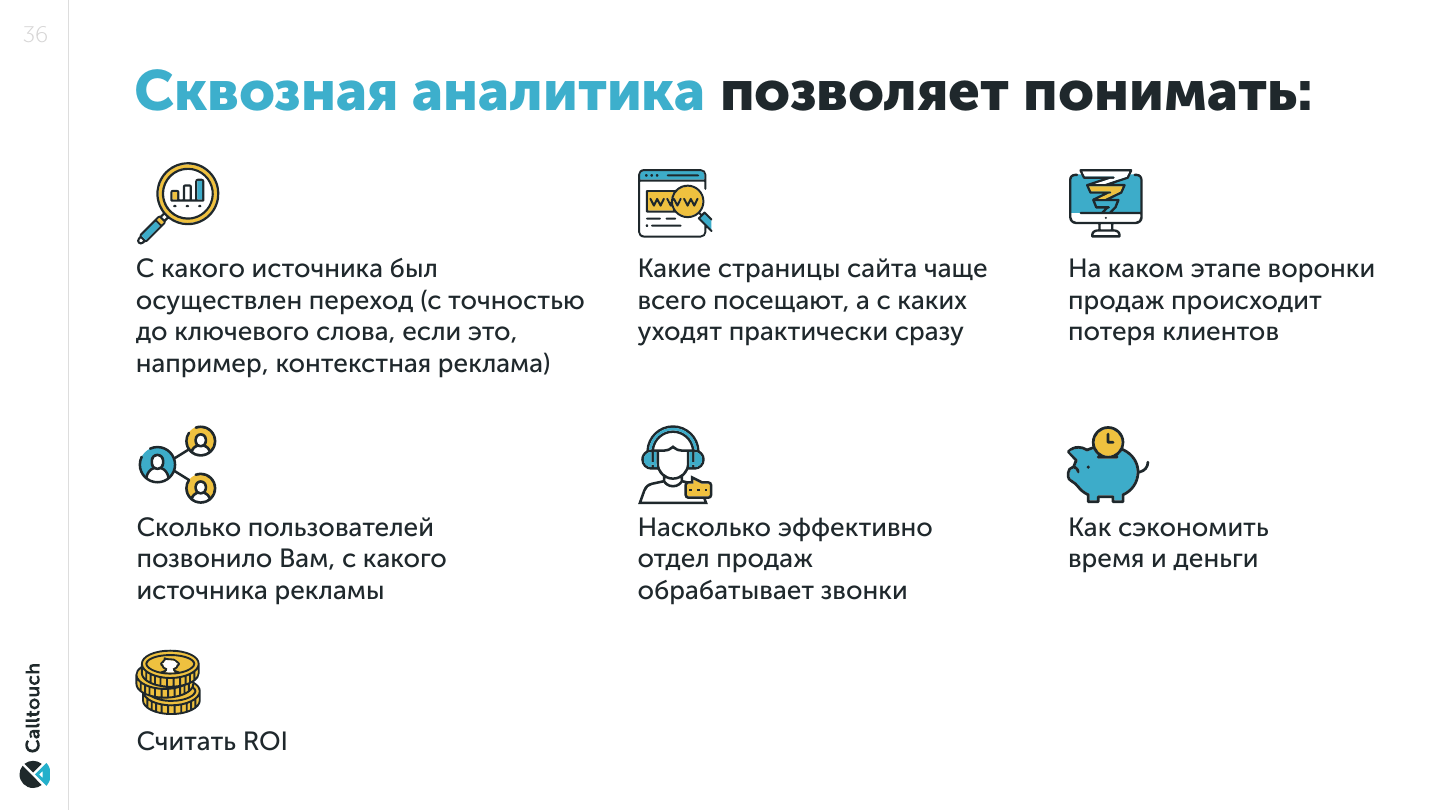 36
Сквозная аналитика позволяет понимать:
www
С какого источника был
осуществлен переход (с точностью
до ключевого слова, если это,
например, контекстная реклама)
Какие страницы сайта чаще
всего посещают, а с каких
уходят практически сразу
На каком этапе воронки
продаж происходит
потеря клиентов
Сколько пользователей
позвонило Вам, с какого
источника рекламы
Насколько эффективно
отдел продаж
обрабатывает звонки
Как сэкономить
время и деньги
Считать ROI
Calltouch